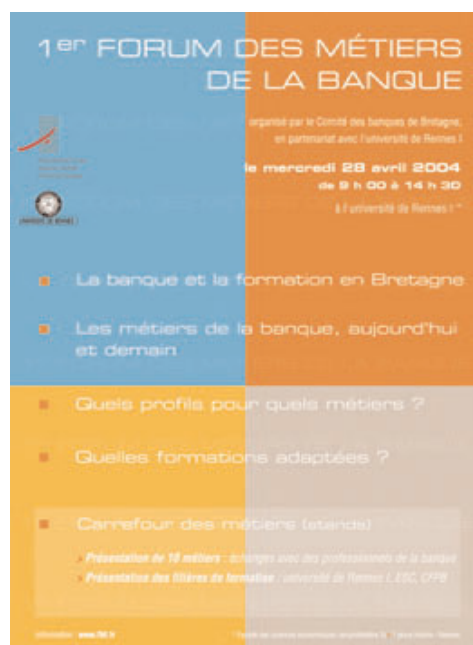 1er FORUM DES MÉTIERS
DE LA BANQUE
organisé par le Comité des banques de Bretagne,
en partenariat avec l'université de Rennes I
le mercredi 28 avril 2004
de 9 h 00 à 14 h 30
à l'université de Rennes I
La banque et la formation en Bretagne
Les métiers de la banque, aujourd'hui
et demain
Quels profils pour quels métiers ?
Quelles formations adaptées ?
Carrefour des métiers (stands)
Présentation de 10 métiers : échanges avec des professionnels de la banque
Présentation des filières de formation : université de Rennes I, ESC, CFPB
Information : www.fbf.fr